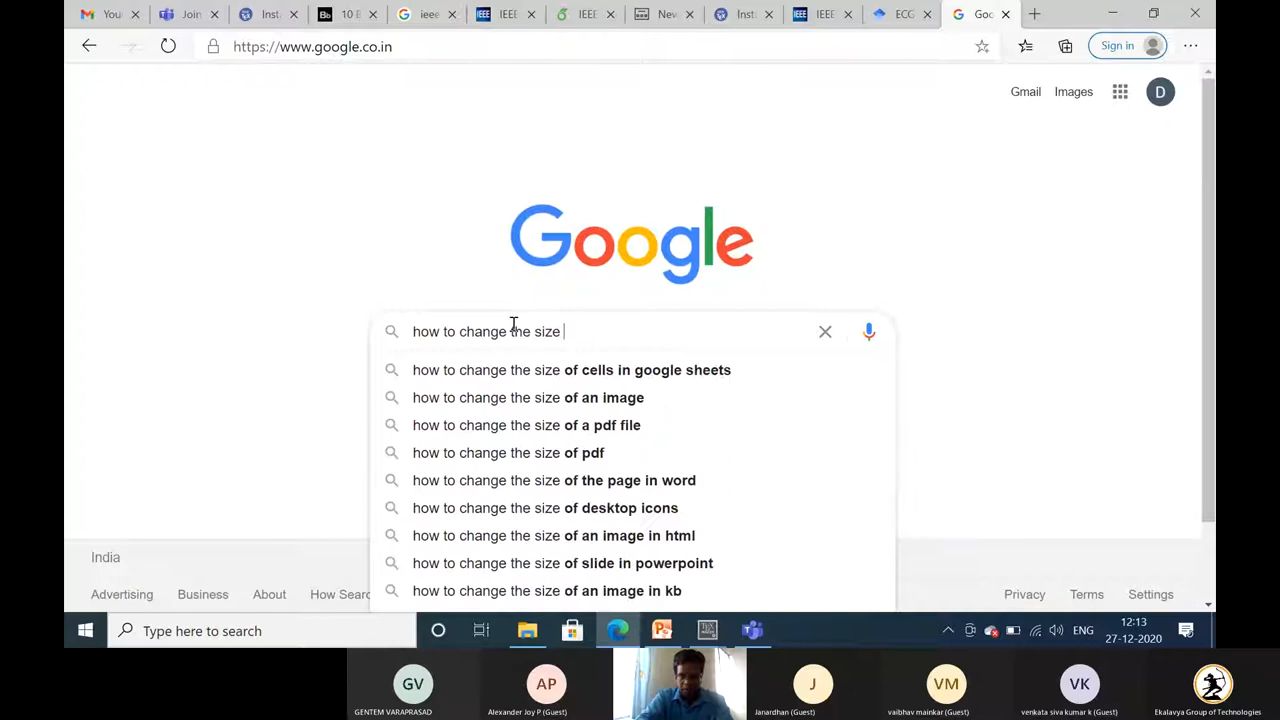 You
Join
Insta
Bb
10 B
ieee
IEEE
IEEE
IEEE
IEEE
New
Insta
IEEE
IEEE
ECG
Goo
https://www.google.co.in
Sign in
Gmail Images
D
Google
how to change the size
how to change the size of cells in google sheets
how to change the size of an image
how to change the size of a pdf file
how to change the size of pdf
how to change the size of the page in word
how to change the size of desktop icons
how to change the size of an image in html
how to change the size of slide in powerpoint
how to change the size of an image in kb
India
Advertising Business About How Searc Privacy Terms Settings
Type here to search
ENG
12:13
27-12-2020
GV AP J VM VK
GENTEM VARAPRASAD Alexander Joy P (Guest) Janardhan (Guest) vaibhav mainkar (Guest) venkata siva kumar k (Guest) Ekalavya Group of Technologies